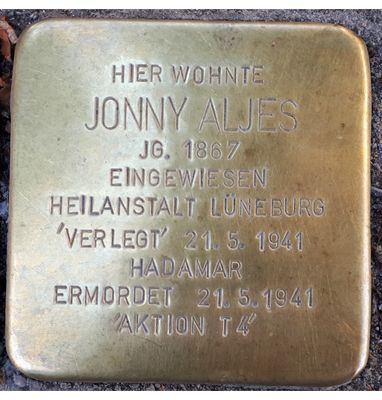 HIER WOHNTE
JONNY ALJES
JG. 1867
EINGEWIESEN
HEILANSTALT LÜNEBURG
'VERLEGT' 21.5.1941
HADAMAR
ERMORDET 21.5.1941
'AKTION T4'